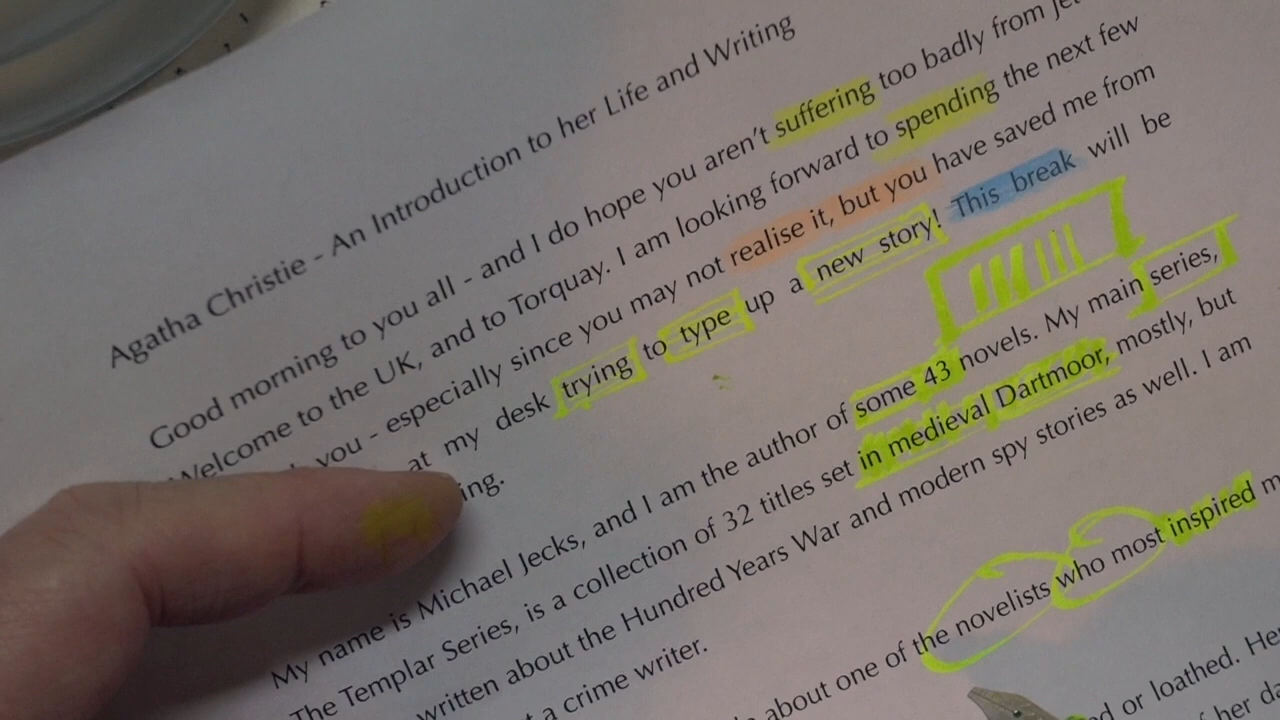 Agatha Christie - An Introduction to her Life and Writing
Good morning to you all - and I do hope you aren't suffering too badly from
Welcome to the UK, and to Torquay. I am looking forward to spending the next few
you - especially since you may not realise it, but you have saved me from
at my desk trying to type up a new story! This break will be
ing.
My name is Michael Jecks, and I am the author of some 43 novels. My main series,
The Templar Series, is a collection of 32 titles set in medieval Dartmoor, mostly, but
written about the Hundred Years War and modern spy stories as well. I am
a crime writer.
about one of the novelists who most inspired
or loathed. Her
her